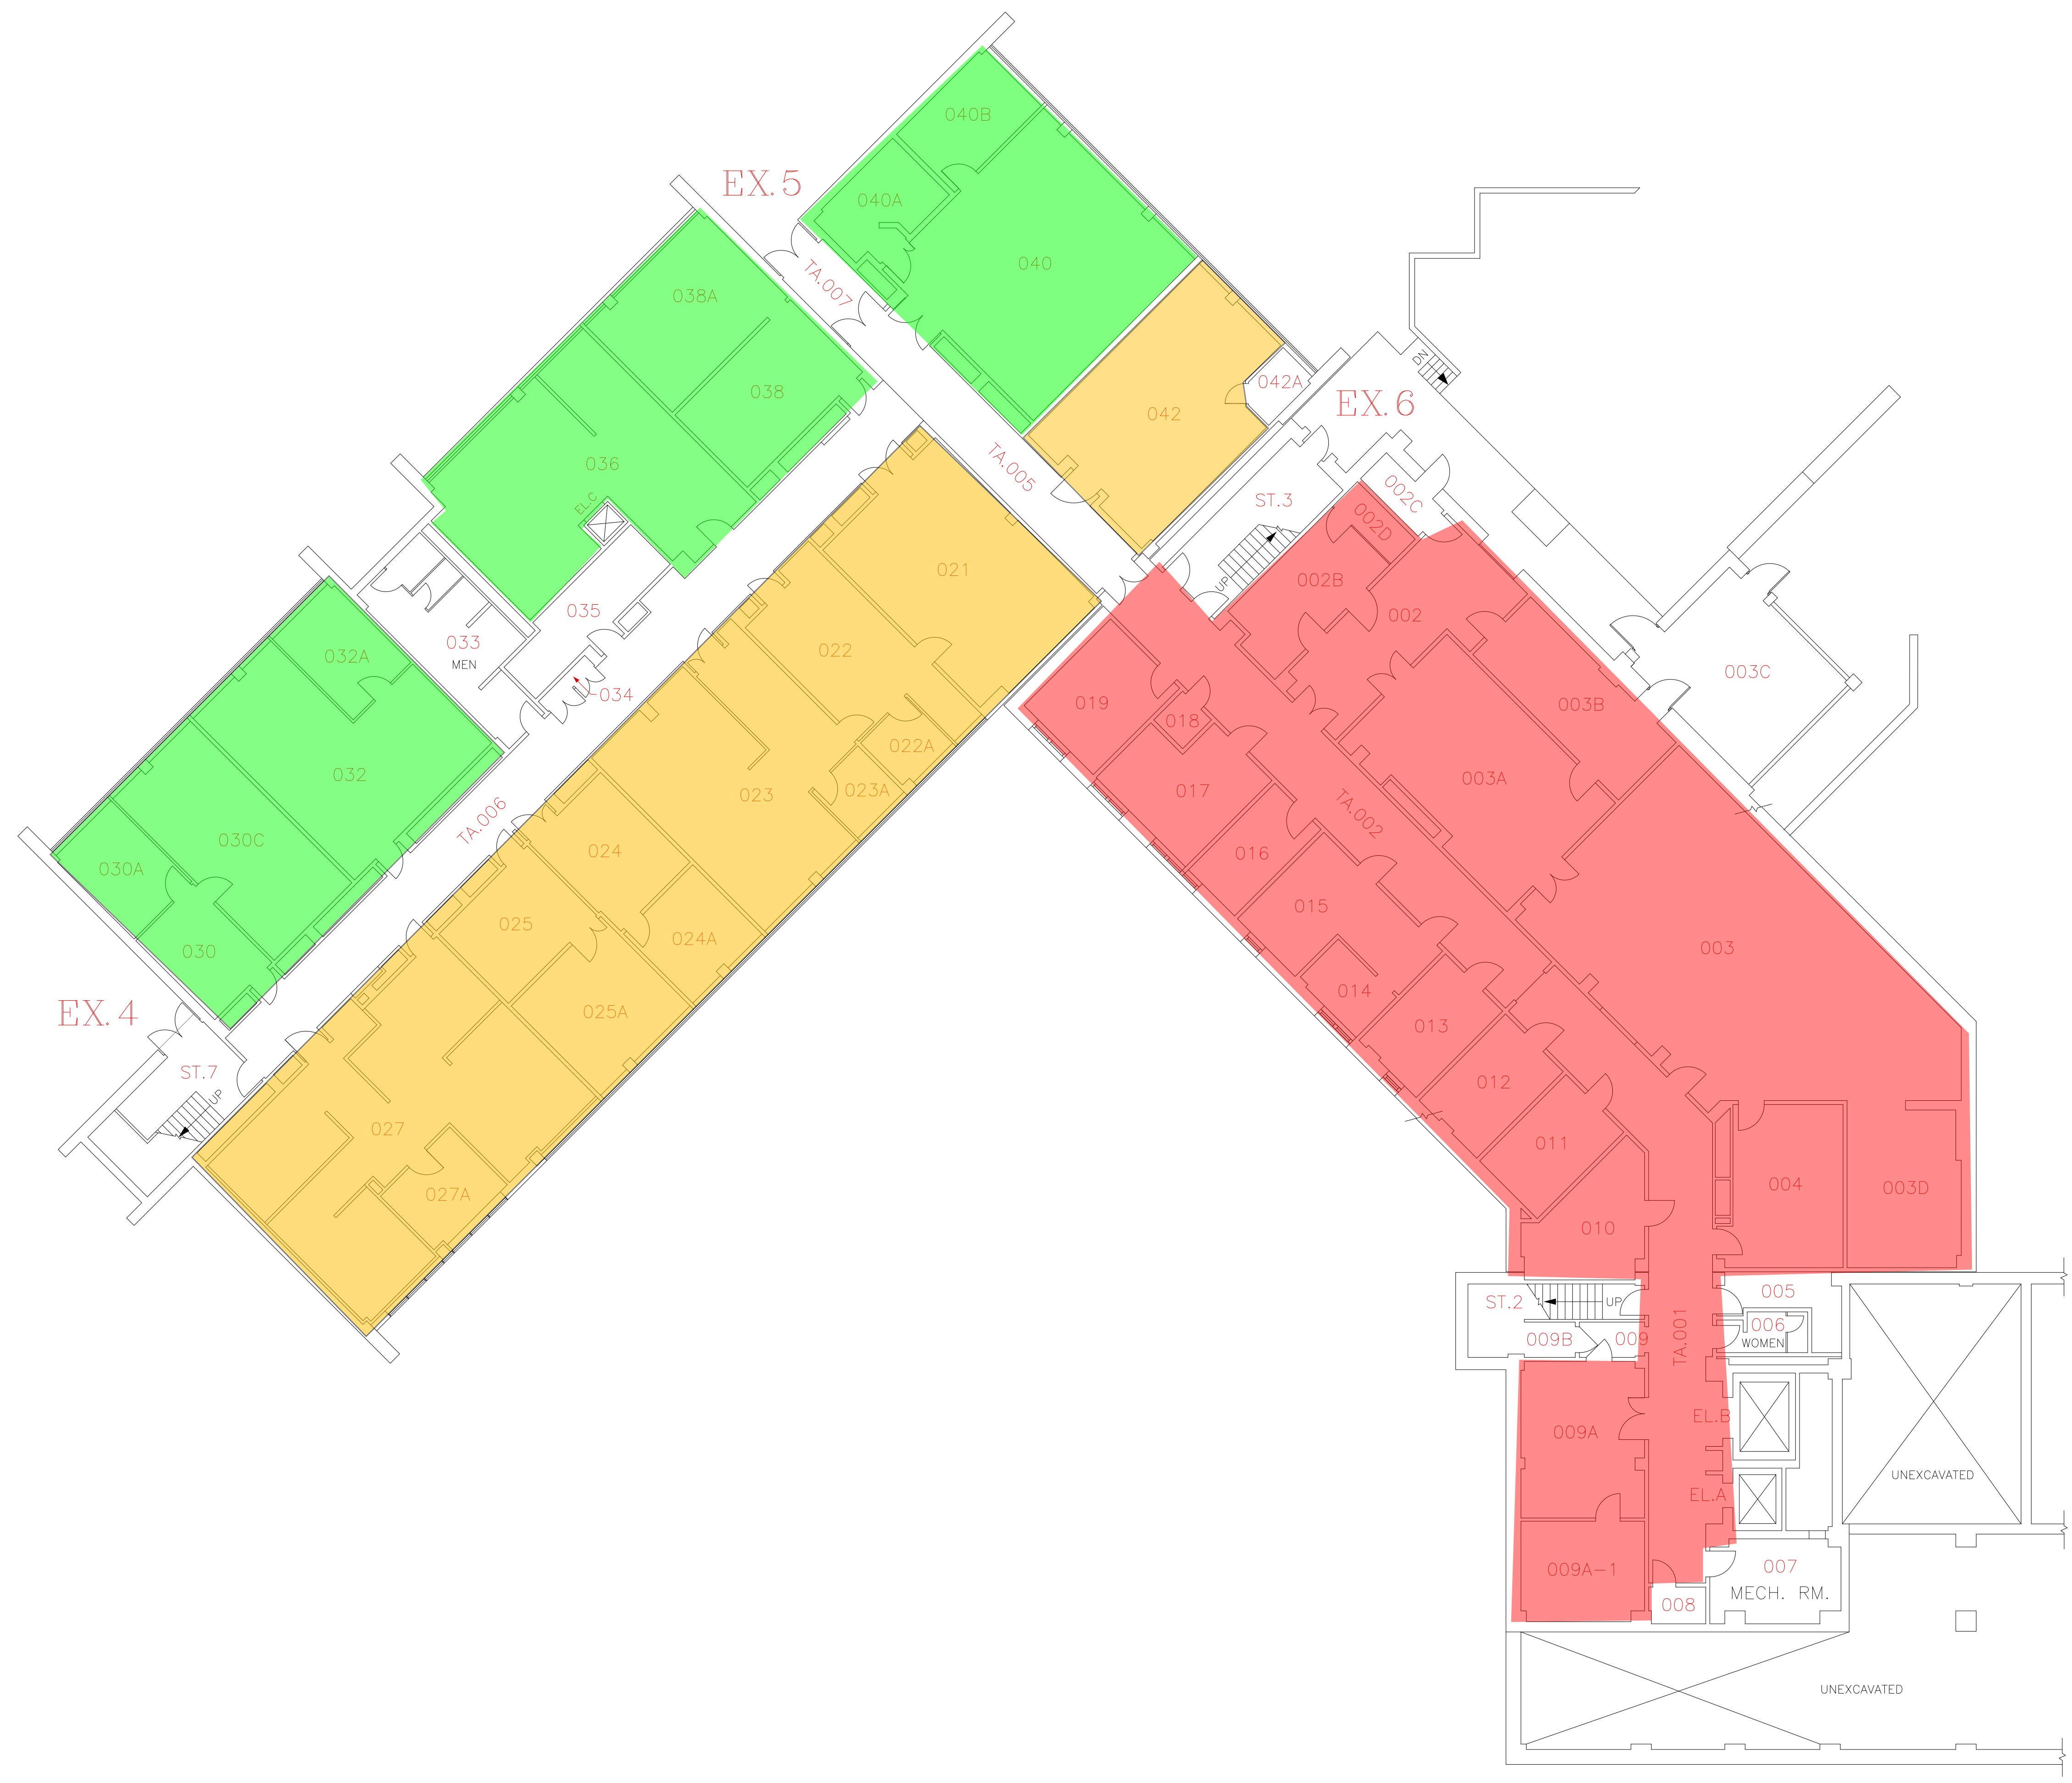 040B
EX.5
040A
040
TA.007
038A
038
042A
DN
EX.6
042
036
TA.005
EL.C
ST.3
002C
002D
UP
002B
002
021
035
033
MEN
022
032A
034
003C
019
018
003B
022A
032
003A
017
023
023A
TA.006
TA.002
030C
024
016
030A
015
025
024A
003
030
014
025A
EX.4
013
ST.7
UP
012
027
011
027A
004
003D
010
005
ST.2
UP
006
009B
009
WOMEN
TA.001
EL.B
009A
UNEXCAVATED
EL.A
007
009A-1
MECH. RM.
008
UNEXCAVATED